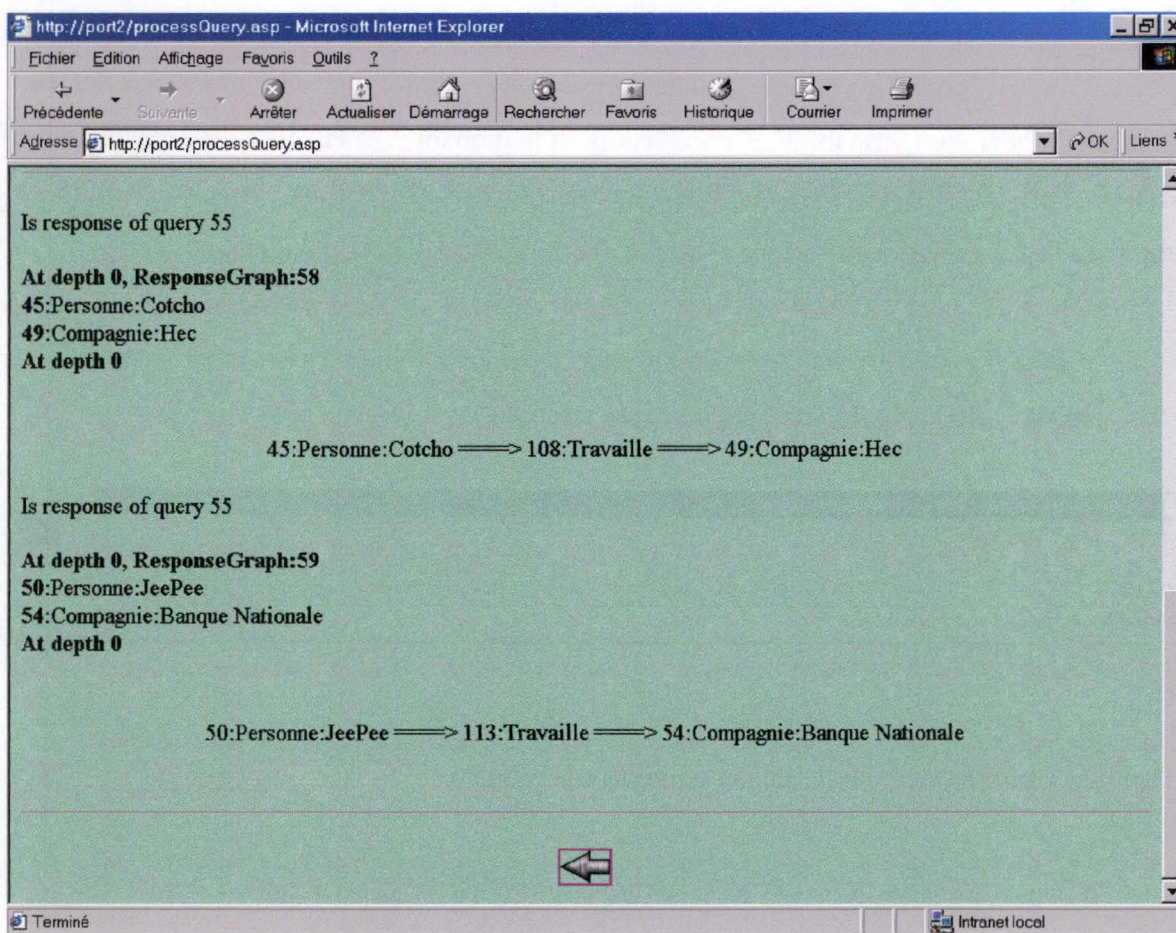 http://port2/processQuery.asp - Microsoft Internet Explorer
Fichier Edition Affichage Favoris Outils ?
Précédente Suivante Arrêter Actualiser Démarrage Rechercher Favoris Historique Courrier Imprimer
Adresse http://port2/processQuery.asp OK Liens
Is response of query 55
At depth 0, ResponseGraph:58
45:Personne:Cotcho
49:Compagnie:Hec
At depth 0
45:Personne:Cotcho ====> 108:Travaille ====> 49:Compagnie:Hec
Is response of query 55
At depth 0, ResponseGraph:59
50:Personne:JeePee
54:Compagnie:Banque Nationale
At depth 0
50:Personne:JeePee ====> 113:Travaille ====> 54:Compagnie:Banque Nationale
Terminé Intranet local